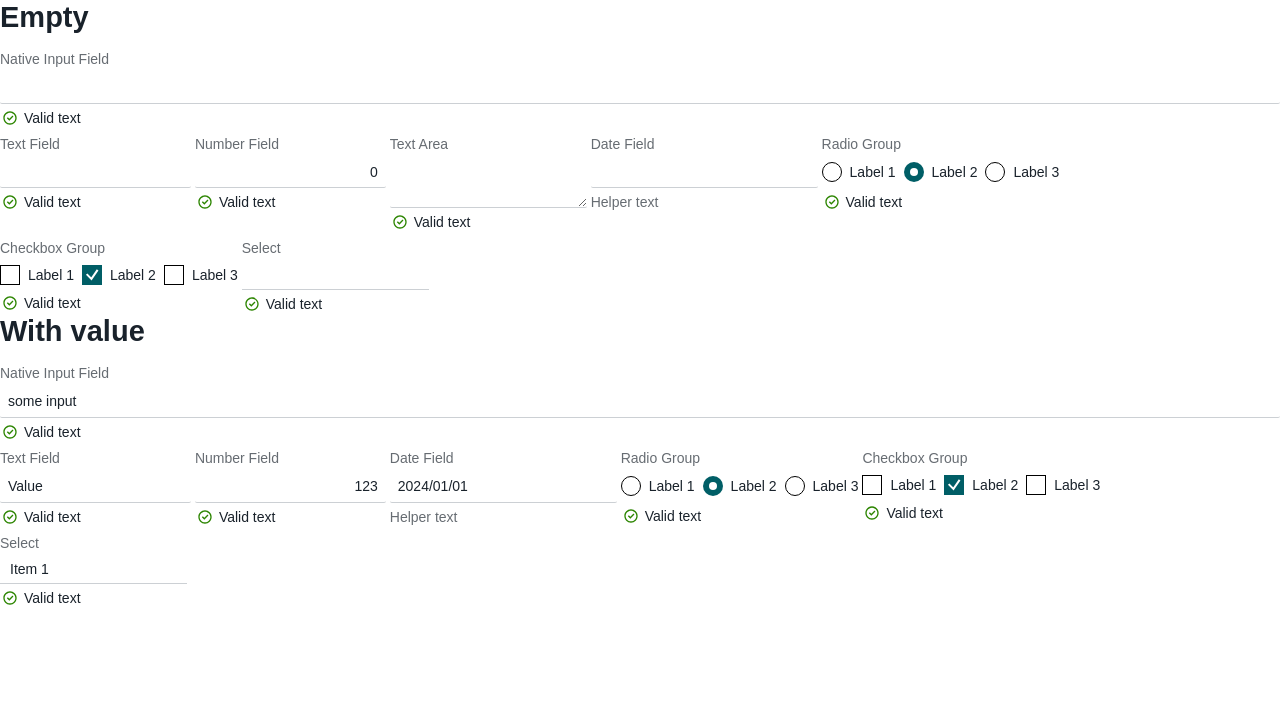 Empty
Native Input Field
Valid text
Text Field Number Field Text Area Date Field Radio Group
0 Label 1 Label 2 Label 3
Valid text Valid text Helper text Valid text
Valid text
Checkbox Group Select
Label 1 Label 2 Label 3
Valid text Valid text
With value
Native Input Field
some input
Valid text
Text Field Number Field Date Field Radio Group Checkbox Group
Value 123 2024/01/01 Label 1 Label 2 Label 3 Label 1 Label 2 Label 3
Valid text Valid text Helper text Valid text Valid text
Select
Item 1
Valid text